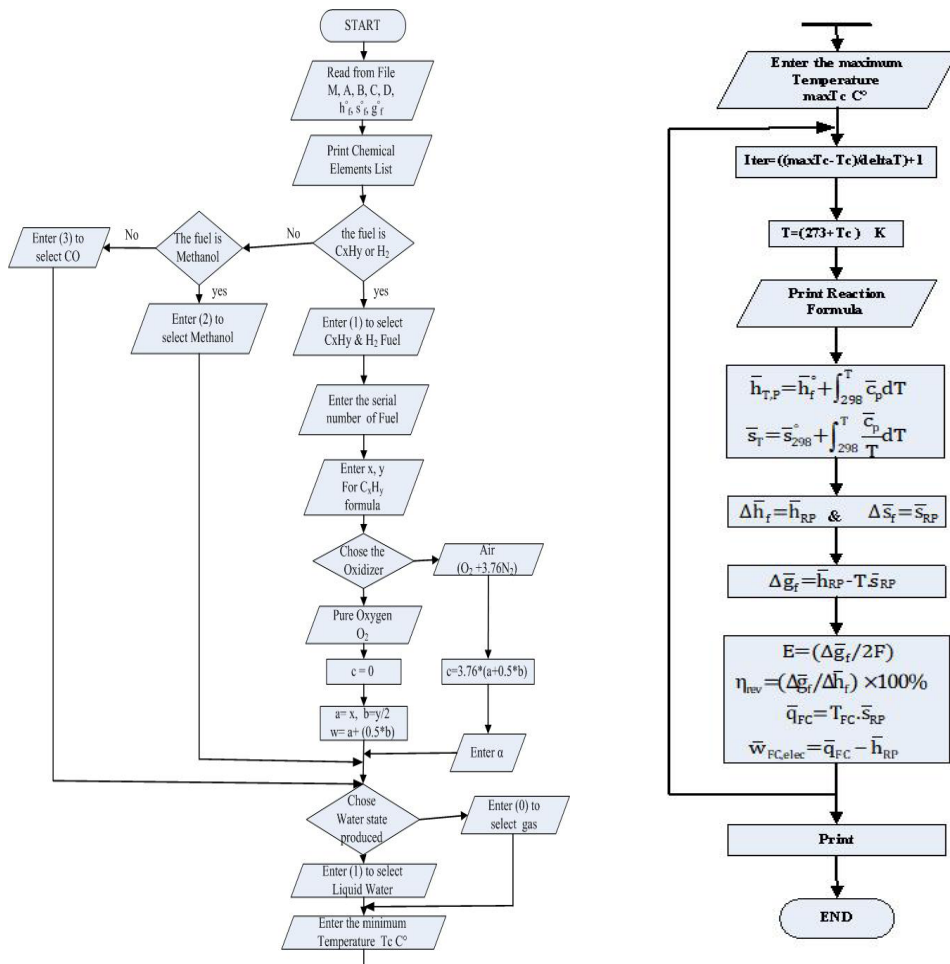 START
Read from File
M, A, B, C, D,
h°f, s°f, g°f
Print Chemical
Elements List
the fuel is
CxHy or H₂
No
The fuel is
Methanol
No
Enter (3) to
select CO
yes
Enter (2) to
select Methanol
yes
Enter (1) to select
CxHy & H₂ Fuel
Enter the serial
number of Fuel
Enter x, y
For CₓHᵧ
formula
Chose the
Oxidizer
Air
(O₂ +3.76N₂)
Pure Oxygen
O₂
c = 0
c=3.76*(a+0.5*b)
a= x, b=y/2
w= a+ (0.5*b)
Enter α
Chose
Water state
produced
Enter (0) to
select gas
Enter (1) to select
Liquid Water
Enter the minimum
Temperature Tc C°
Enter the maximum
Temperature
maxTc C°
Iter=((maxTc-Tc)/deltaT)+1
T=(273+Tc) K
Print Reaction
Formula
h̅T,P=h̅°f+∫₂₉₈ᵀ c̅p dT
s̅T=s̅°₂₉₈+∫₂₉₈ᵀ c̅p/T dT
Δh̅f=h̅RP & Δs̅f=s̅RP
Δg̅f=h̅RP-T.s̅RP
E=(Δg̅f/2F)
ηrev=(Δg̅f/Δh̅f) ×100%
q̅FC=TFC.s̅RP
w̅FC,elec=q̅FC-h̅RP
Print
END